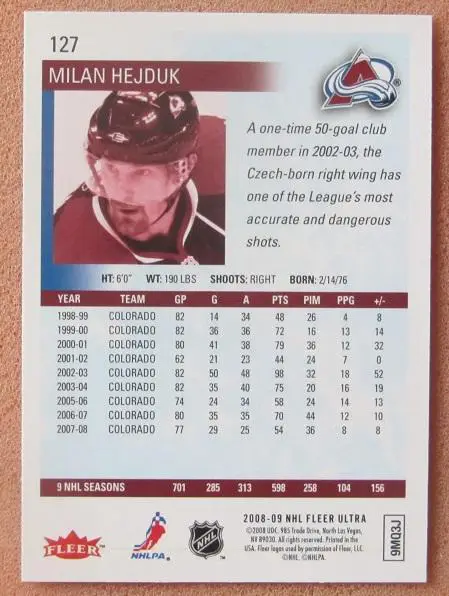 127
MILAN HEJDUK
A one-time 50-goal club
member in 2002-03, the
Czech-born right wing has
one of the League's most
accurate and dangerous
shots.
HT: 6'0" WT: 190 LBS SHOOTS: RIGHT BORN: 2/14/76
YEAR TEAM GP G A PTS PIM PPG +/-
1998-99 COLORADO 82 14 34 48 26 4 8
1999-00 COLORADO 82 36 36 72 16 13 14
2000-01 COLORADO 80 41 38 79 36 12 32
2001-02 COLORADO 62 21 23 44 24 7 0
2002-03 COLORADO 82 50 48 98 32 18 52
2003-04 COLORADO 82 35 40 75 20 16 19
2005-06 COLORADO 74 24 34 58 24 14 13
2006-07 COLORADO 80 35 35 70 44 12 10
2007-08 COLORADO 77 29 25 54 36 8 8
9 NHL SEASONS 701 285 313 598 258 104 156
FLEER
NHLPA
NHL
2008-09 NHL FLEER ULTRA
©2008 UDC, 985 Trade Drive, North Las Vegas,
NV 89030. All rights reserved. Printed in the
USA. Fleer logos used by permission of Fleer, LLC.
©NHL. ©NHLPA.